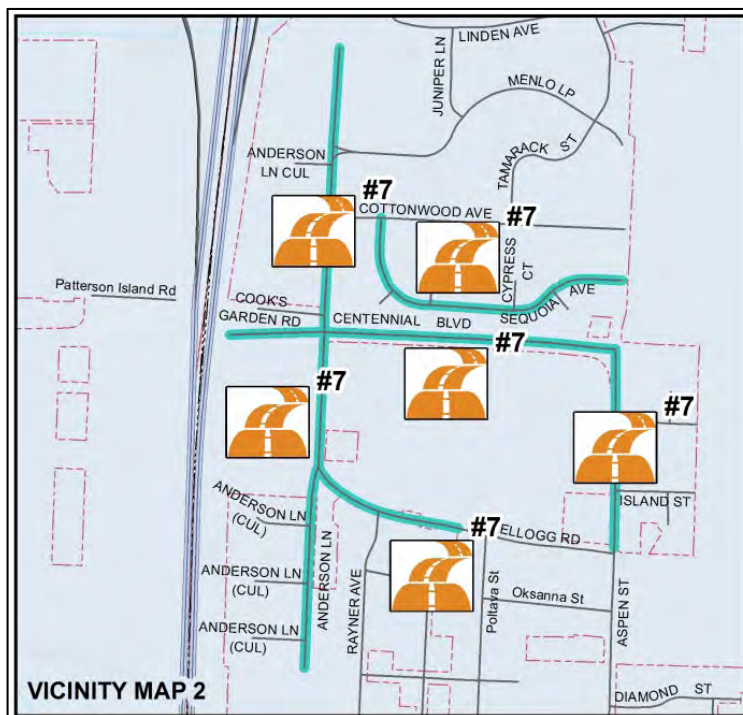 LINDEN AVE
JUNIPER LN
MENLO LP
TAMARACK ST
ANDERSON
LN CUL
#7
COTTONWOOD AVE
#7
CYPRESS
CT
Patterson Island Rd
COOK'S
GARDEN RD
CENTENNIAL BLVD
SEQUOIA AVE
#7
#7
#7
ANDERSON LN
(CUL)
ISLAND ST
#7
ELLOGG RD
ANDERSON LN
(CUL)
ANDERSON LN
RAYNER AVE
Poltava St
Oksanna St
ASPEN ST
ANDERSON LN
(CUL)
VICINITY MAP 2
DIAMOND ST